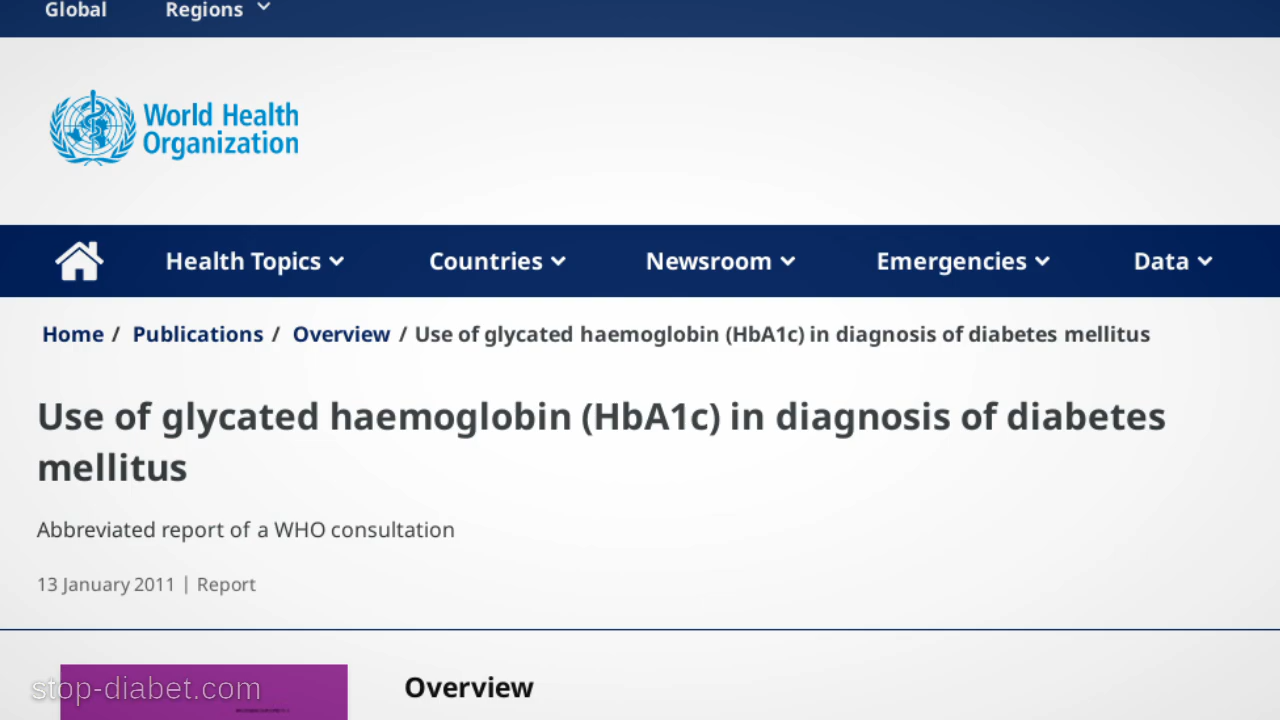 Global Regions
World Health
Organization
Health Topics Countries Newsroom Emergencies Data
Home / Publications / Overview / Use of glycated haemoglobin (HbA1c) in diagnosis of diabetes mellitus
Use of glycated haemoglobin (HbA1c) in diagnosis of diabetes
mellitus
Abbreviated report of a WHO consultation
13 January 2011 | Report
stop-diabet.com
Overview